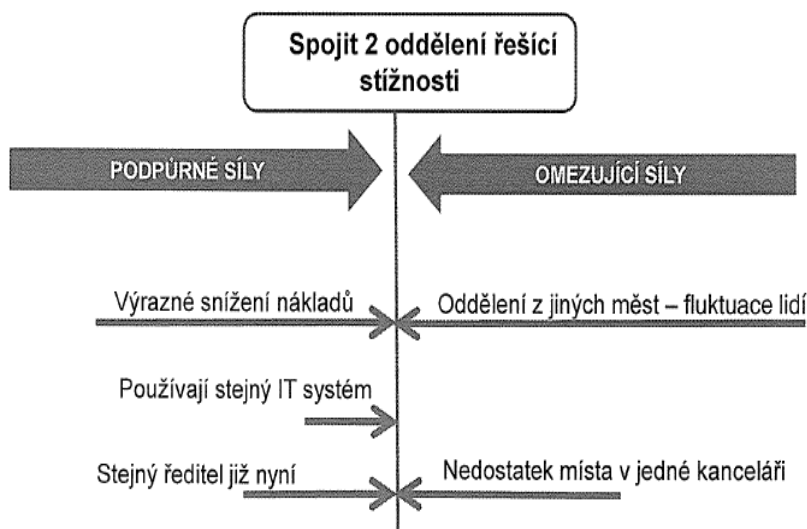 Spojit 2 oddělení řešící
stížnosti
PODPŮRNÉ SÍLY
OMEZUJÍCÍ SÍLY
Výrazné snížení nákladů
Oddělení z jiných měst – fluktuace lidí
Používají stejný IT systém
Stejný ředitel již nyní
Nedostatek místa v jedné kanceláři